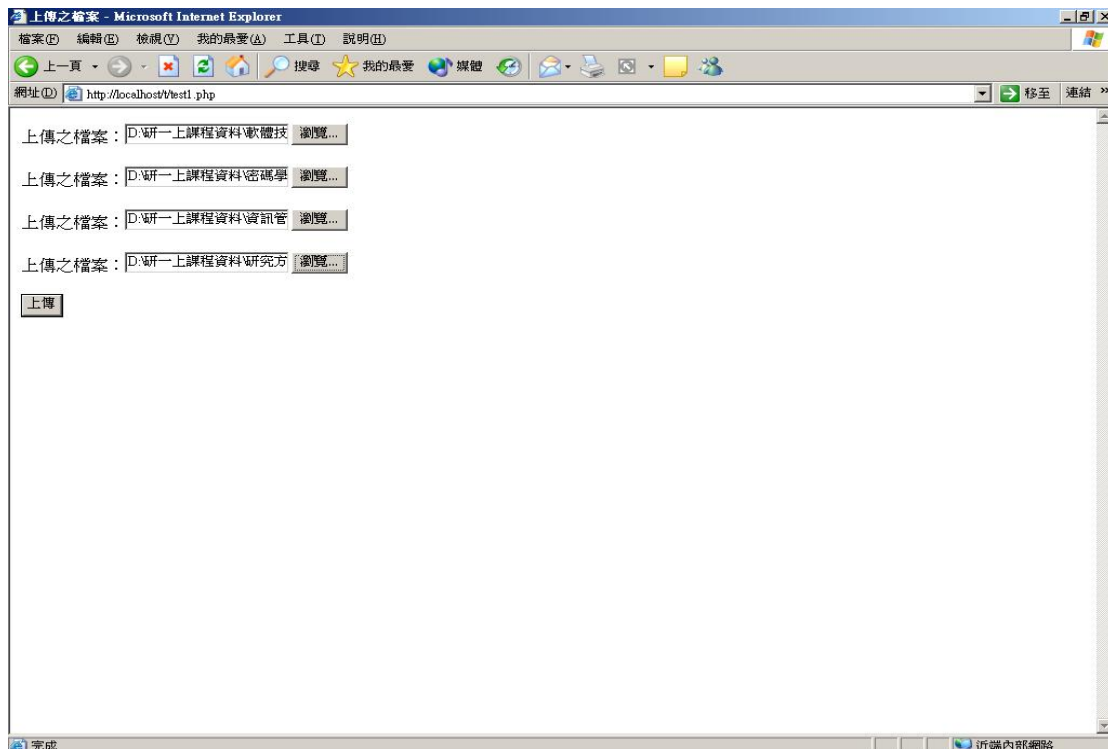 上傳之檔案 - Microsoft Internet Explorer
檔案(F) 編輯(E) 檢視(V) 我的最愛(A) 工具(T) 說明(H)
上一頁 搜尋 我的最愛 媒體
網址(D) http://localhost/t/test1.php 移至 連結 »
上傳之檔案：D:\研一上課程資料\軟體技 瀏覽...
上傳之檔案：D:\研一上課程資料\密碼學 瀏覽...
上傳之檔案：D:\研一上課程資料\資訊管 瀏覽...
上傳之檔案：D:\研一上課程資料\研究方 瀏覽...
上傳
完成 近端內部網路